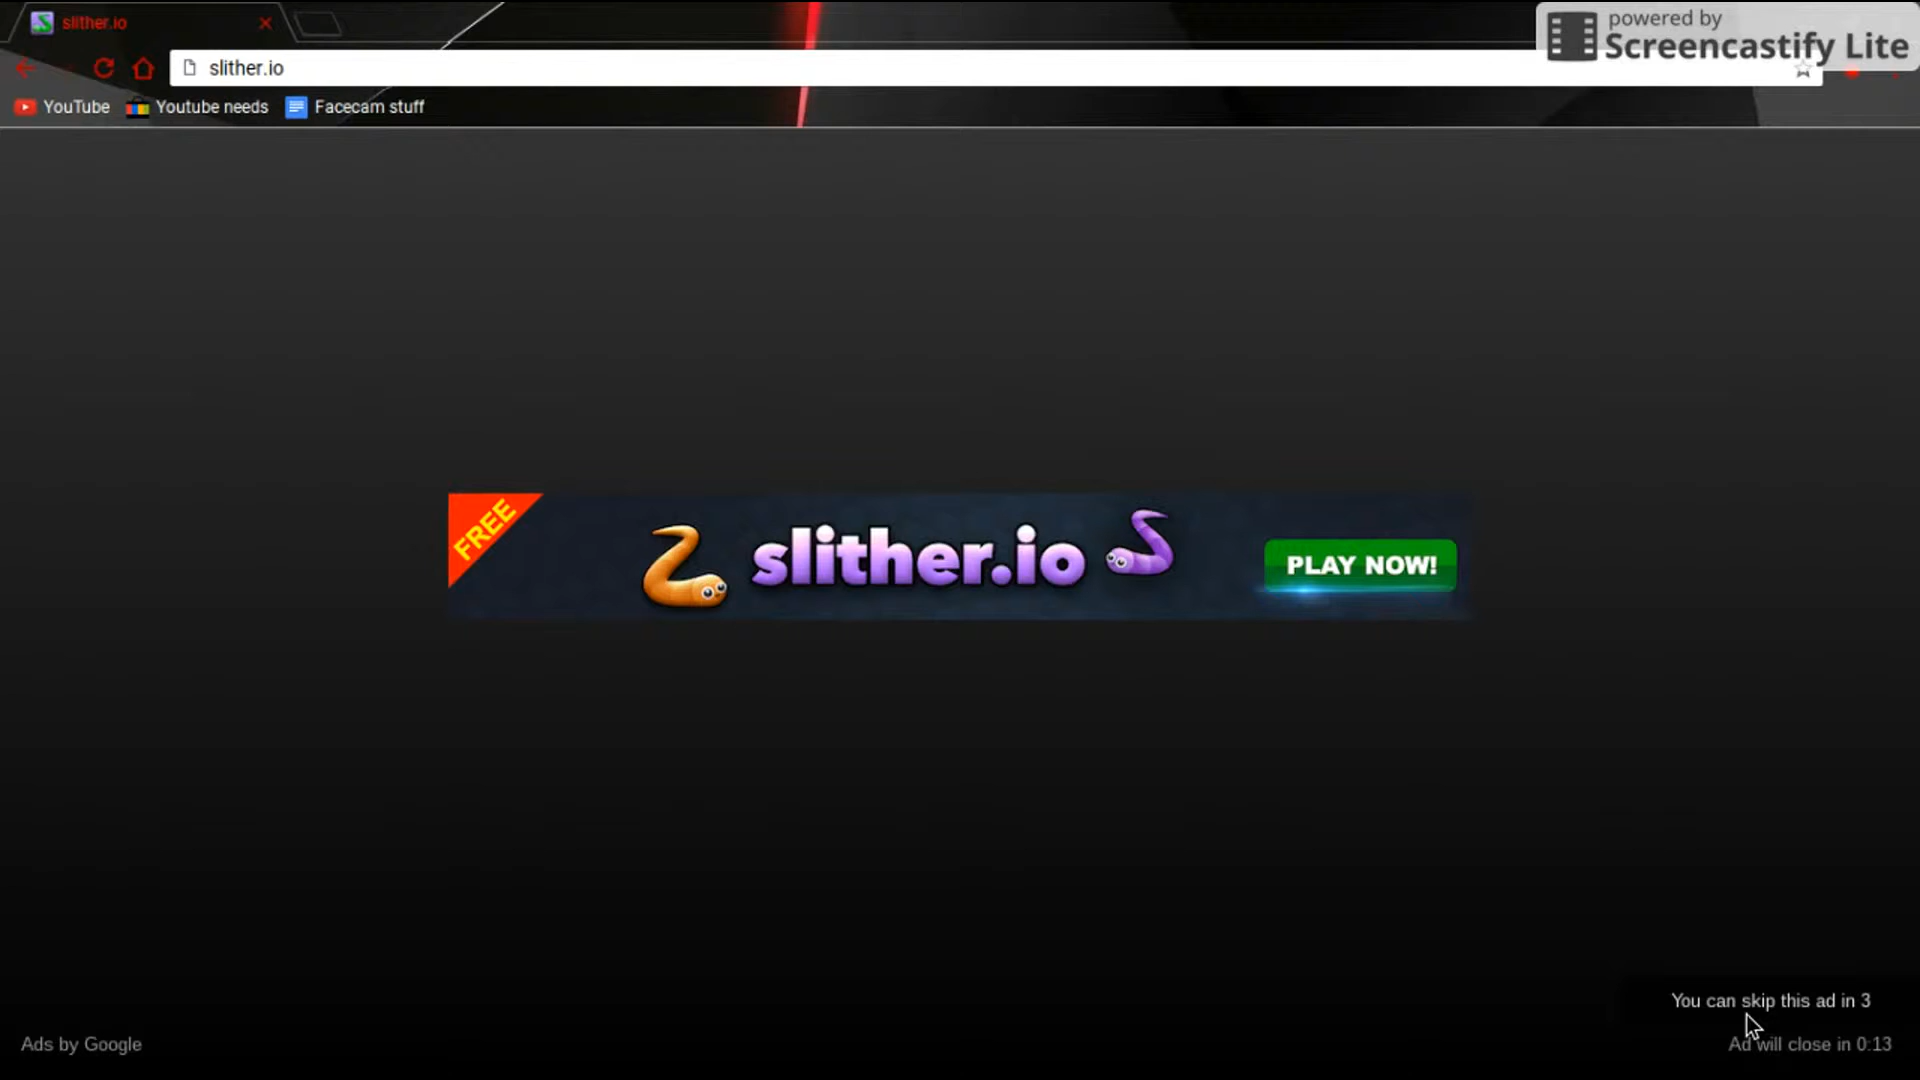 slither.io
powered by
Screencastify Lite
slither.io
YouTube
Youtube needs
Facecam stuff
FREE
slither.io
PLAY NOW!
You can skip this ad in 3
Ads by Google
Ad will close in 0:13